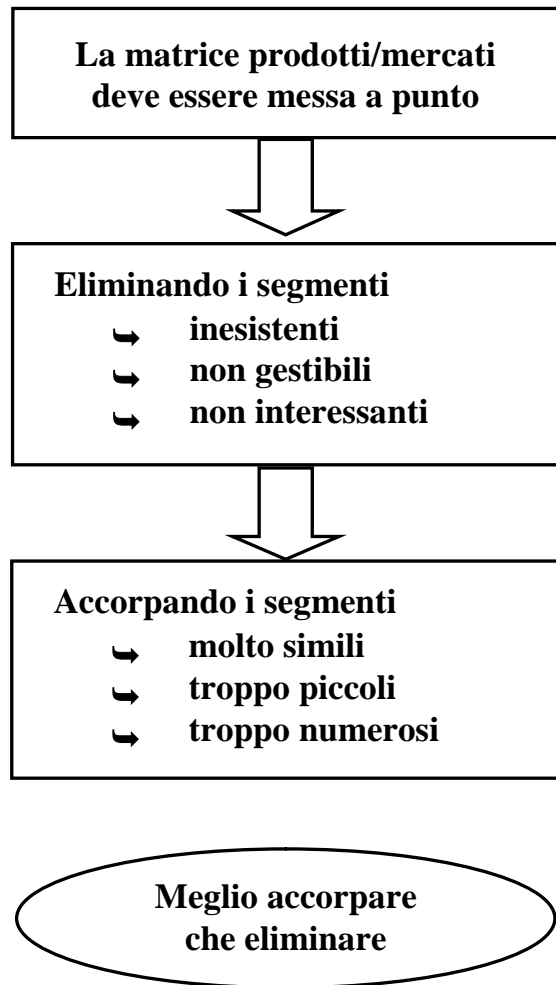 La matrice prodotti/mercati
deve essere messa a punto
Eliminando i segmenti
inesistenti
non gestibili
non interessanti
Accorpando i segmenti
molto simili
troppo piccoli
troppo numerosi
Meglio accorpare
che eliminare